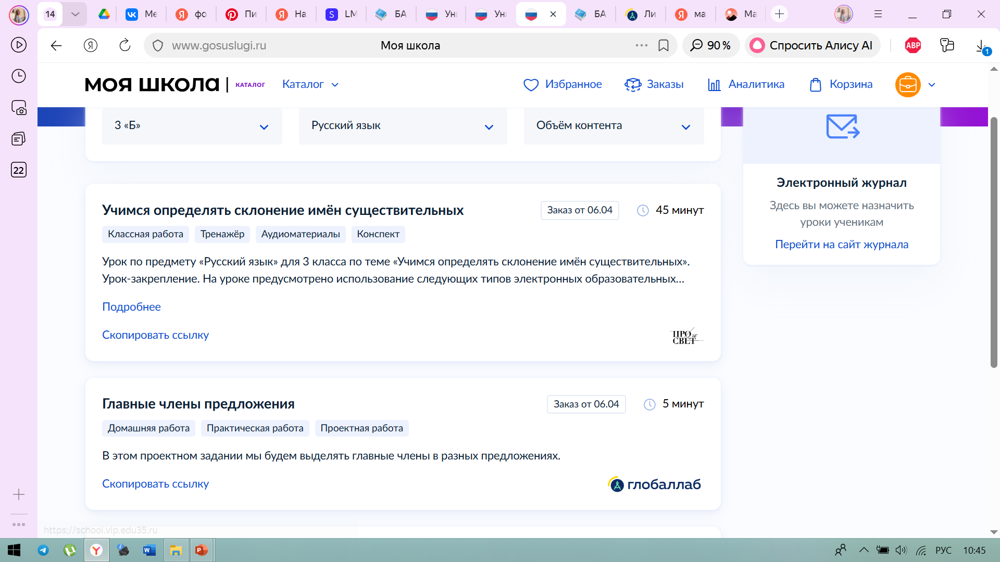 14
Ме
фо
Пи
На
LM
БА
Ун
Ун
БА
Ли
ма
Ма
www.gosuslugi.ru
Моя школа
90 %
Спросить Алису AI
ABP
1
22
МОЯ ШКОЛА | КАТАЛОГ
Каталог
Избранное
Заказы
Аналитика
Корзина
3 «Б»
Русский язык
Объём контента
Учимся определять склонение имён существительных
Заказ от 06.04
45 минут
Классная работа
Тренажёр
Аудиоматериалы
Конспект
Урок по предмету «Русский язык» для 3 класса по теме «Учимся определять склонение имён существительных».
Урок-закрепление. На уроке предусмотрено использование следующих типов электронных образовательных...
Подробнее
Скопировать ссылку
ПРО
СВЕТ
Главные члены предложения
Заказ от 06.04
5 минут
Домашняя работа
Практическая работа
Проектная работа
В этом проектном задании мы будем выделять главные члены в разных предложениях.
Скопировать ссылку
глобаллаб
Электронный журнал
Здесь вы можете назначить
уроки ученикам
Перейти на сайт журнала
https://school.vip.edu35.ru
РУС
10:45